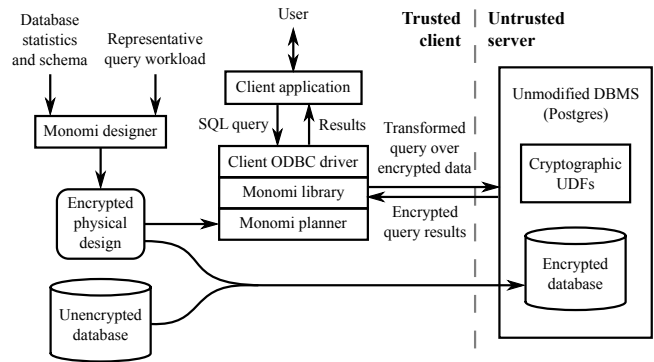 Database
statistics
and schema
Representative
query workload
User
Trusted
client
Untrusted
server
Client application
Unmodified DBMS
(Postgres)
Monomi designer
SQL query
Results
Transformed
query over
encrypted data
Client ODBC driver
Monomi library
Monomi planner
Cryptographic
UDFs
Encrypted
physical
design
Encrypted
query results
Encrypted
database
Unencrypted
database